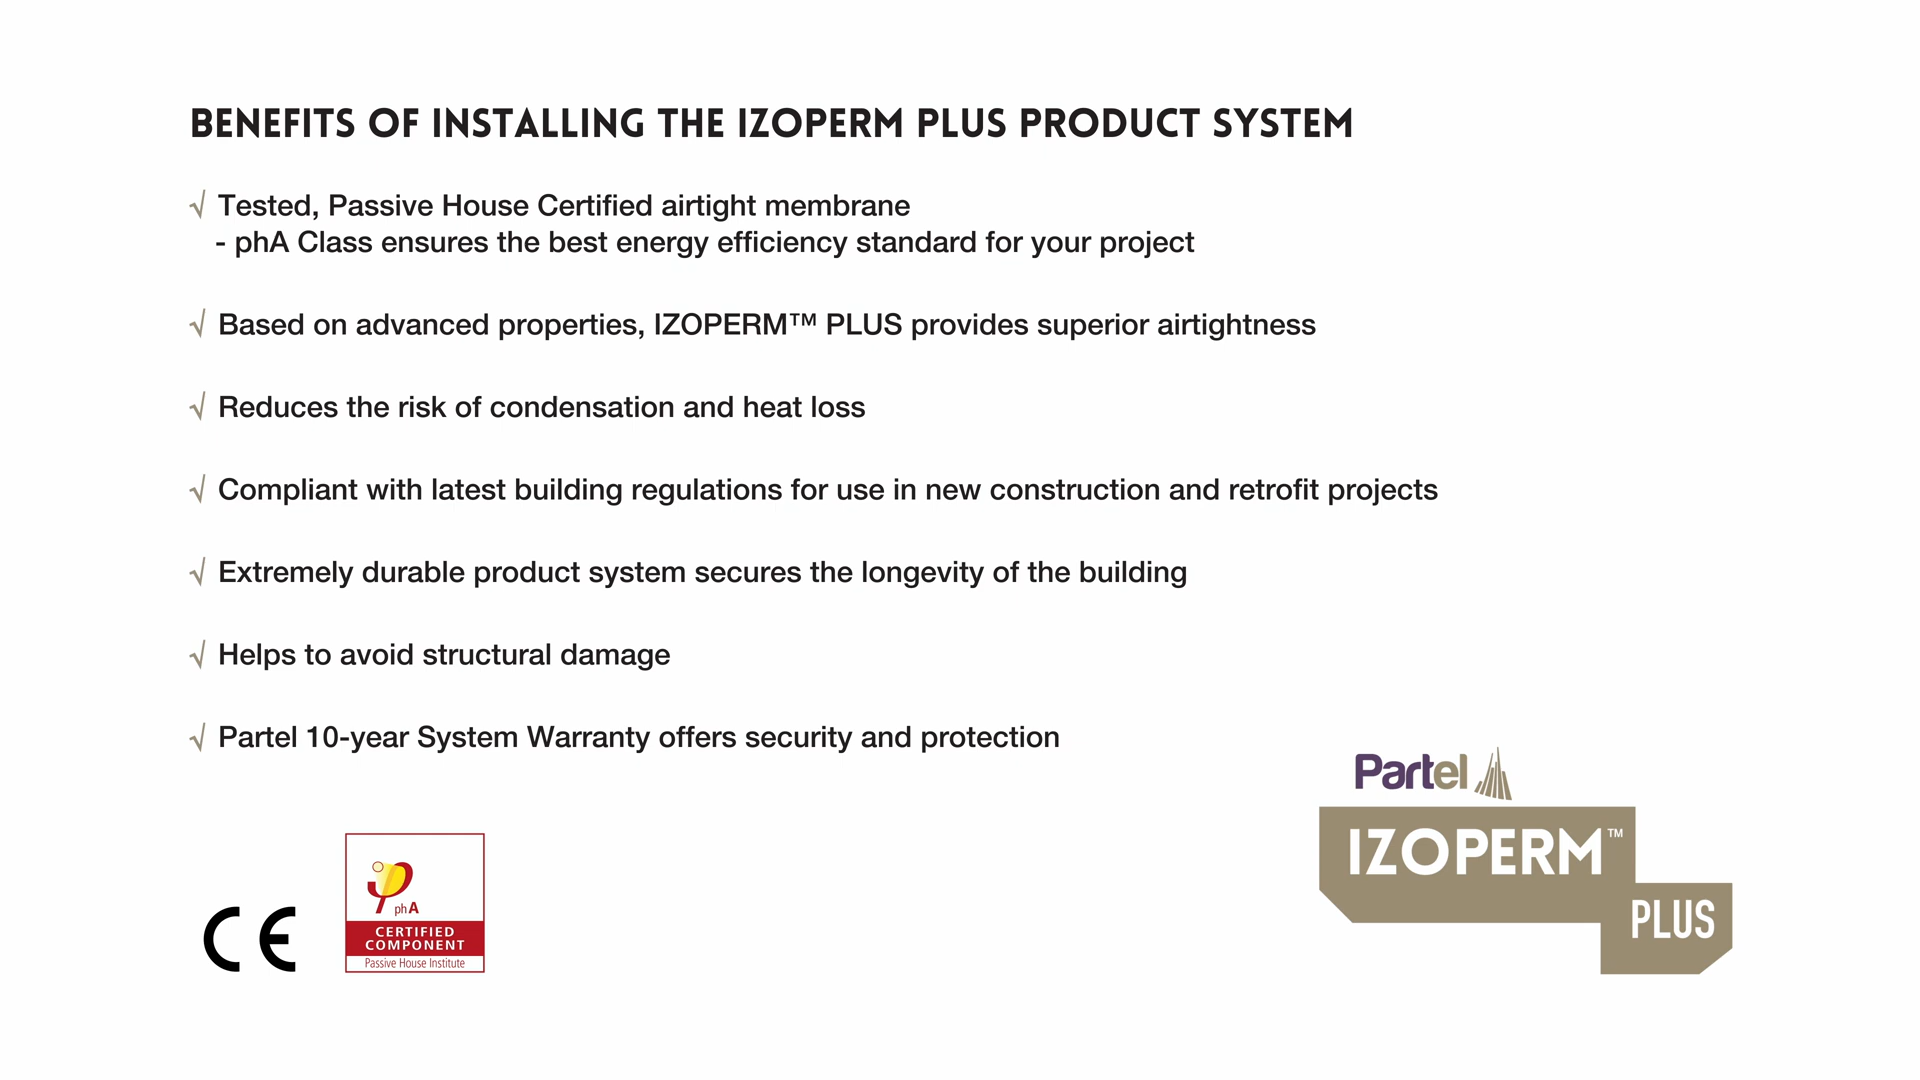 BENEFITS OF INSTALLING THE IZOPERM PLUS PRODUCT SYSTEM
√ Tested, Passive House Certified airtight membrane
- phA Class ensures the best energy efficiency standard for your project
√ Based on advanced properties, IZOPERM™ PLUS provides superior airtightness
√ Reduces the risk of condensation and heat loss
√ Compliant with latest building regulations for use in new construction and retrofit projects
√ Extremely durable product system secures the longevity of the building
√ Helps to avoid structural damage
√ Partel 10-year System Warranty offers security and protection
Partel
IZOPERM™
PLUS
CE
phA
CERTIFIED
COMPONENT
Passive House Institute